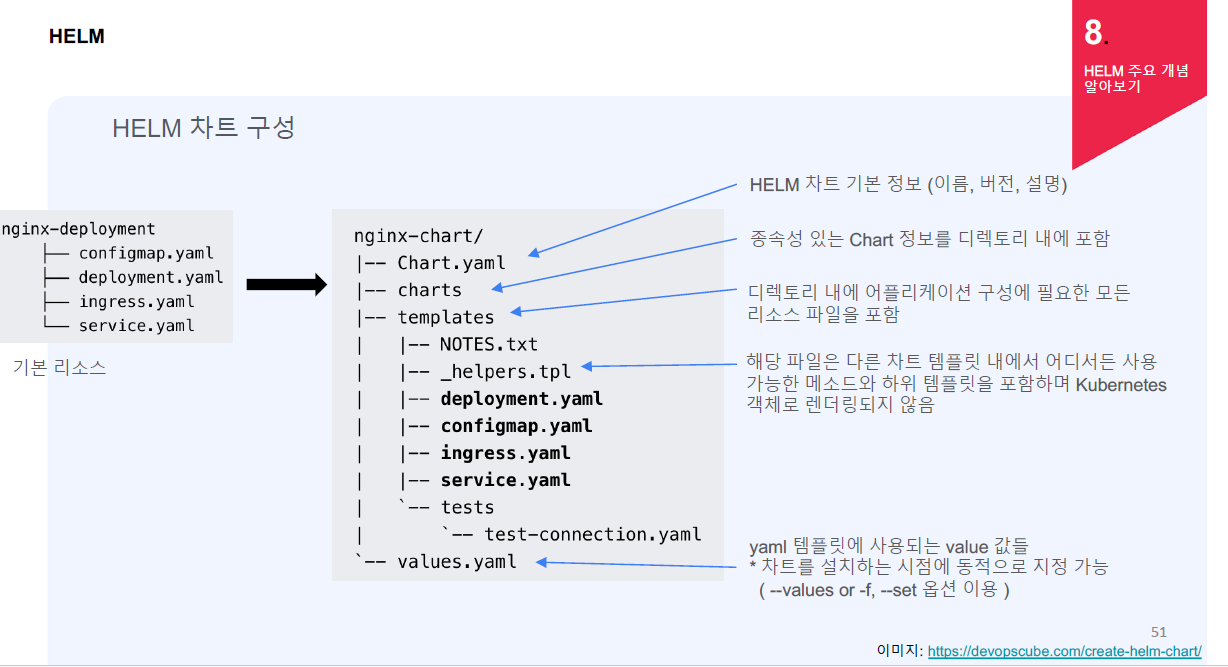 HELM
8.
HELM 주요 개념
알아보기
HELM 차트 구성
nginx-deployment
├── configmap.yaml
├── deployment.yaml
├── ingress.yaml
└── service.yaml
기본 리소스
nginx-chart/
|-- Chart.yaml
|-- charts
|-- templates
|   |-- NOTES.txt
|   |-- _helpers.tpl
|   |-- deployment.yaml
|   |-- configmap.yaml
|   |-- ingress.yaml
|   |-- service.yaml
|   `-- tests
|       `-- test-connection.yaml
`-- values.yaml
HELM 차트 기본 정보 (이름, 버전, 설명)
종속성 있는 Chart 정보를 디렉토리 내에 포함
디렉토리 내에 어플리케이션 구성에 필요한 모든
리소스 파일을 포함
해당 파일은 다른 차트 템플릿 내에서 어디서든 사용
가능한 메소드와 하위 템플릿을 포함하며 Kubernetes
객체로 렌더링되지 않음
yaml 템플릿에 사용되는 value 값들
* 차트를 설치하는 시점에 동적으로 지정 가능
( --values or -f, --set 옵션 이용 )
51
이미지: https://devopscube.com/create-helm-chart/